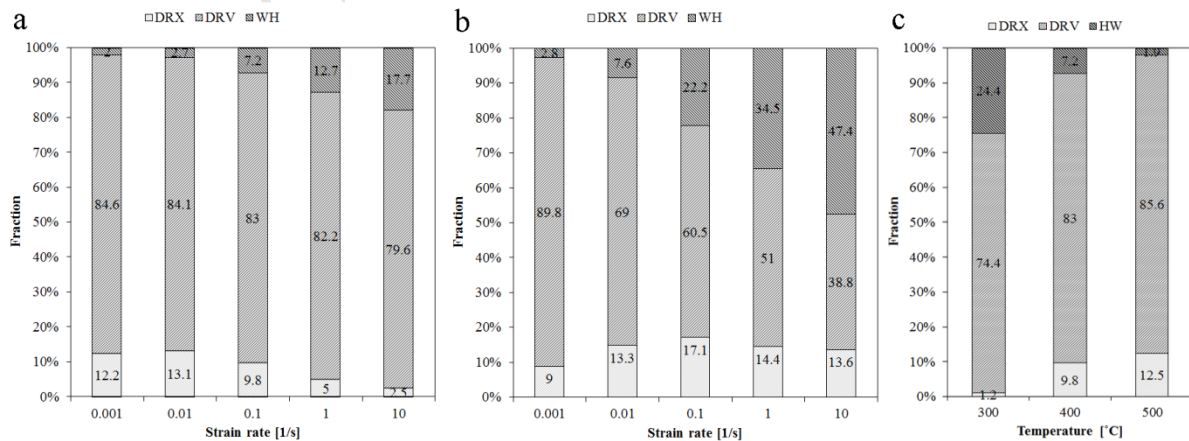 a
DRX DRV WH
100%
90%
80%
70%
60%
50%
40%
30%
20%
10%
0%
Fraction
2 2.7 7.2 12.7 17.7
84.6 84.1 83 82.2 79.6
12.2 13.1 9.8 5 2.5
0.001 0.01 0.1 1 10
Strain rate [1/s]
b
DRX DRV WH
100%
90%
80%
70%
60%
50%
40%
30%
20%
10%
0%
Fraction
2.8 7.6 22.2 34.5 47.4
89.8 69 60.5 51 38.8
9 13.3 17.1 14.4 13.6
0.001 0.01 0.1 1 10
Strain rate [1/s]
c
DRX DRV HW
100%
90%
80%
70%
60%
50%
40%
30%
20%
10%
0%
Fraction
24.4 7.2 1.9
74.4 83 85.6
1.2 9.8 12.5
300 400 500
Temperature [˚C]